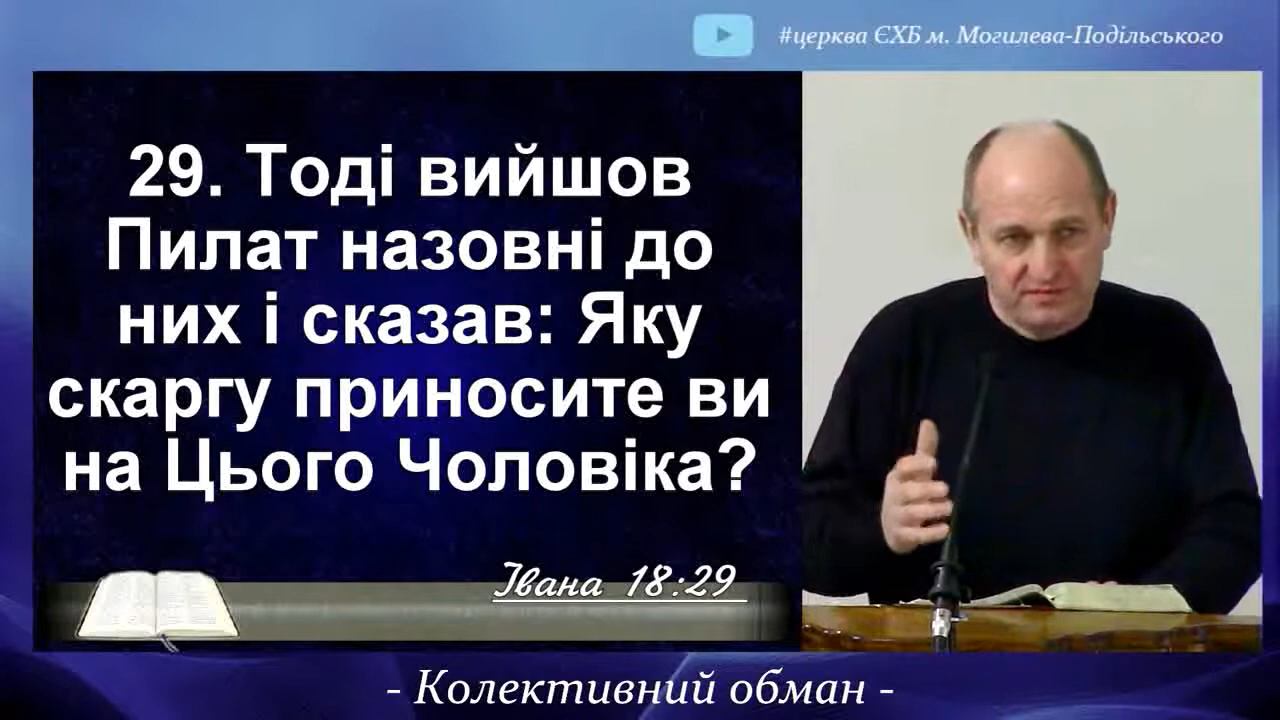 #церква ЄХБ м. Могилева-Подільського
29. Тоді вийшов
Пилат назовні до
них і сказав: Яку
скаргу приносите ви
на Цього Чоловіка?
Івана 18:29
- Колективний обман -